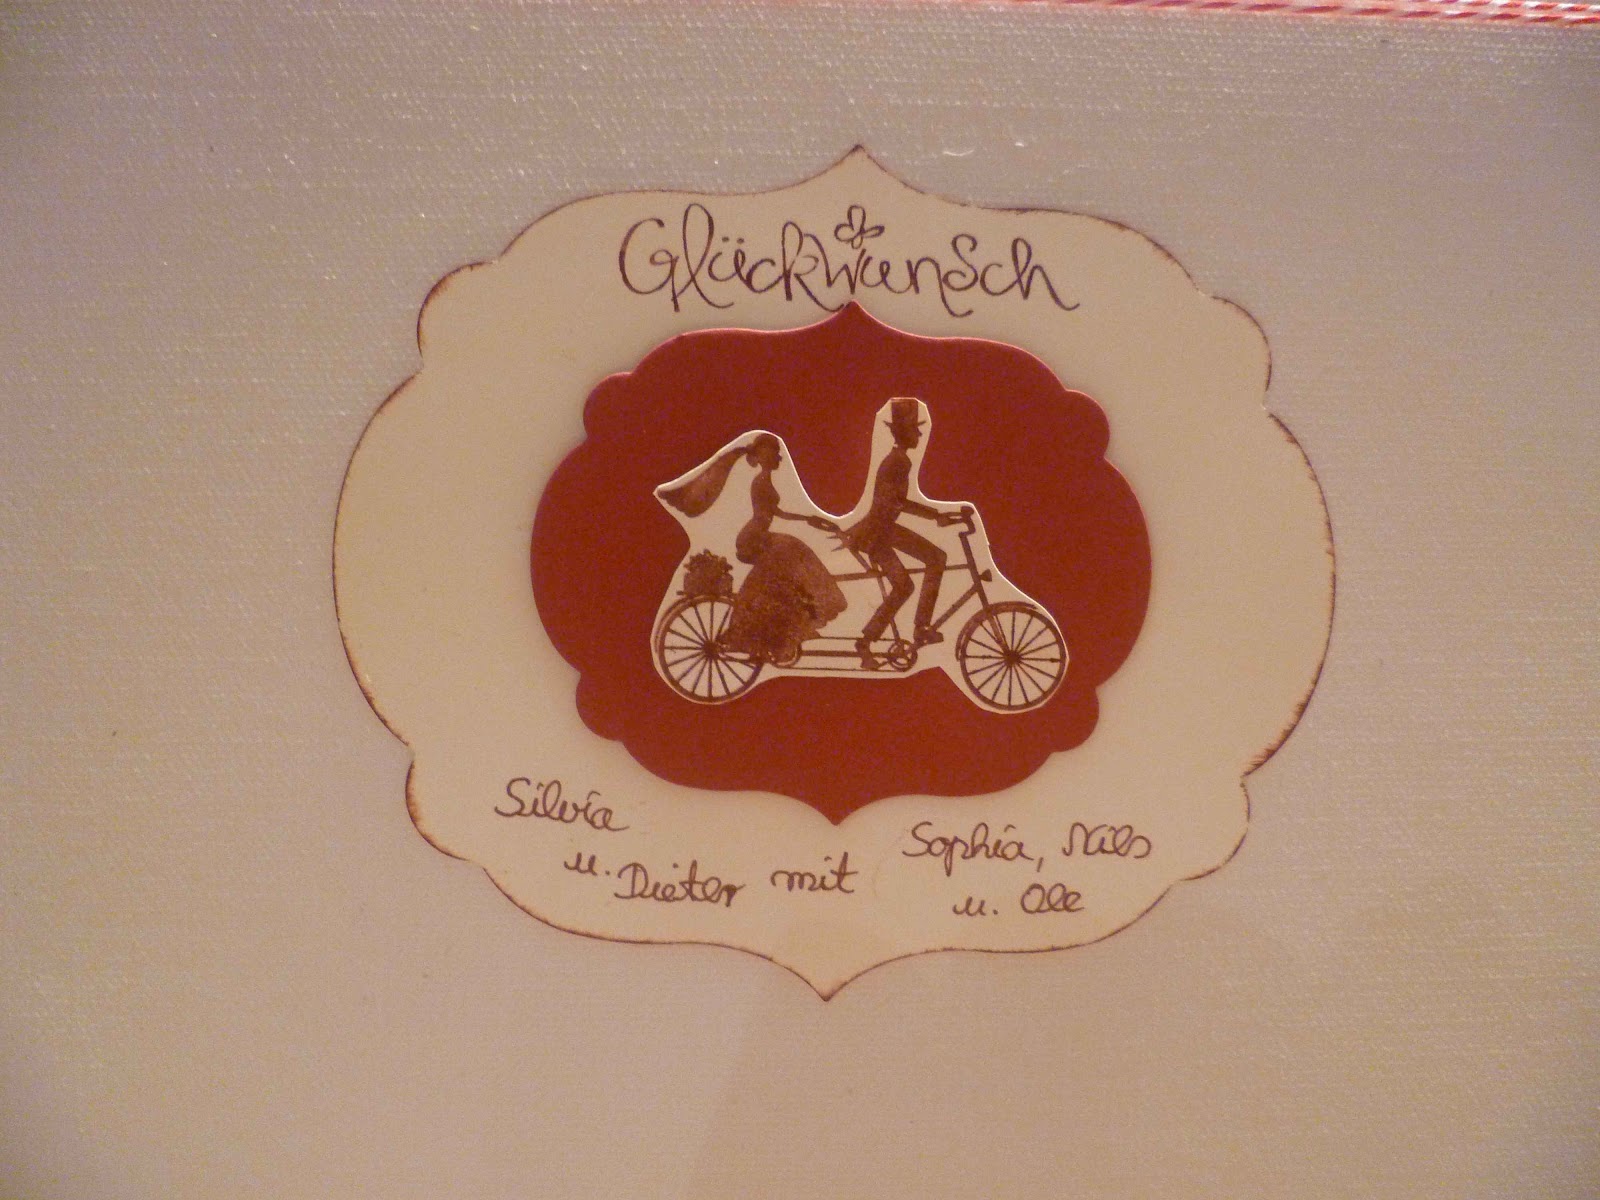 Glückwunsch
Silvia
u. Dieter mit
Sophia, Nils
u. Ole